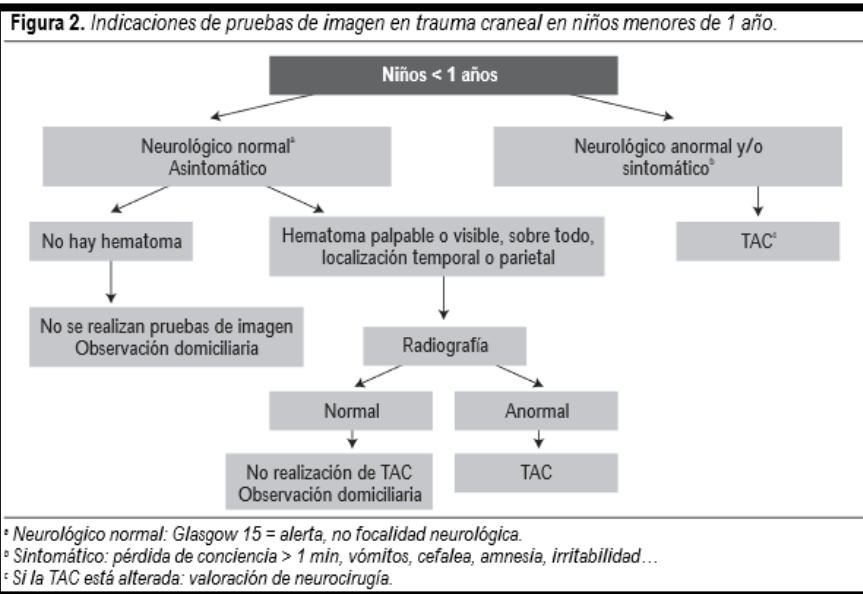 Figura 2. Indicaciones de pruebas de imagen en trauma craneal en niños menores de 1 año.
Niños < 1 años
Neurológico normalª
Asintomático
Neurológico anormal y/o
sintomáticoᵇ
No hay hematoma
Hematoma palpable o visible, sobre todo,
localización temporal o parietal
TACᶜ
No se realizan pruebas de imagen
Observación domiciliaria
Radiografía
Normal
Anormal
No realización de TAC
Observación domiciliaria
TAC
ª Neurológico normal: Glasgow 15 = alerta, no focalidad neurológica.
ᵇ Sintomático: pérdida de conciencia > 1 min, vómitos, cefalea, amnesia, irritabilidad…
ᶜ Si la TAC está alterada: valoración de neurocirugía.